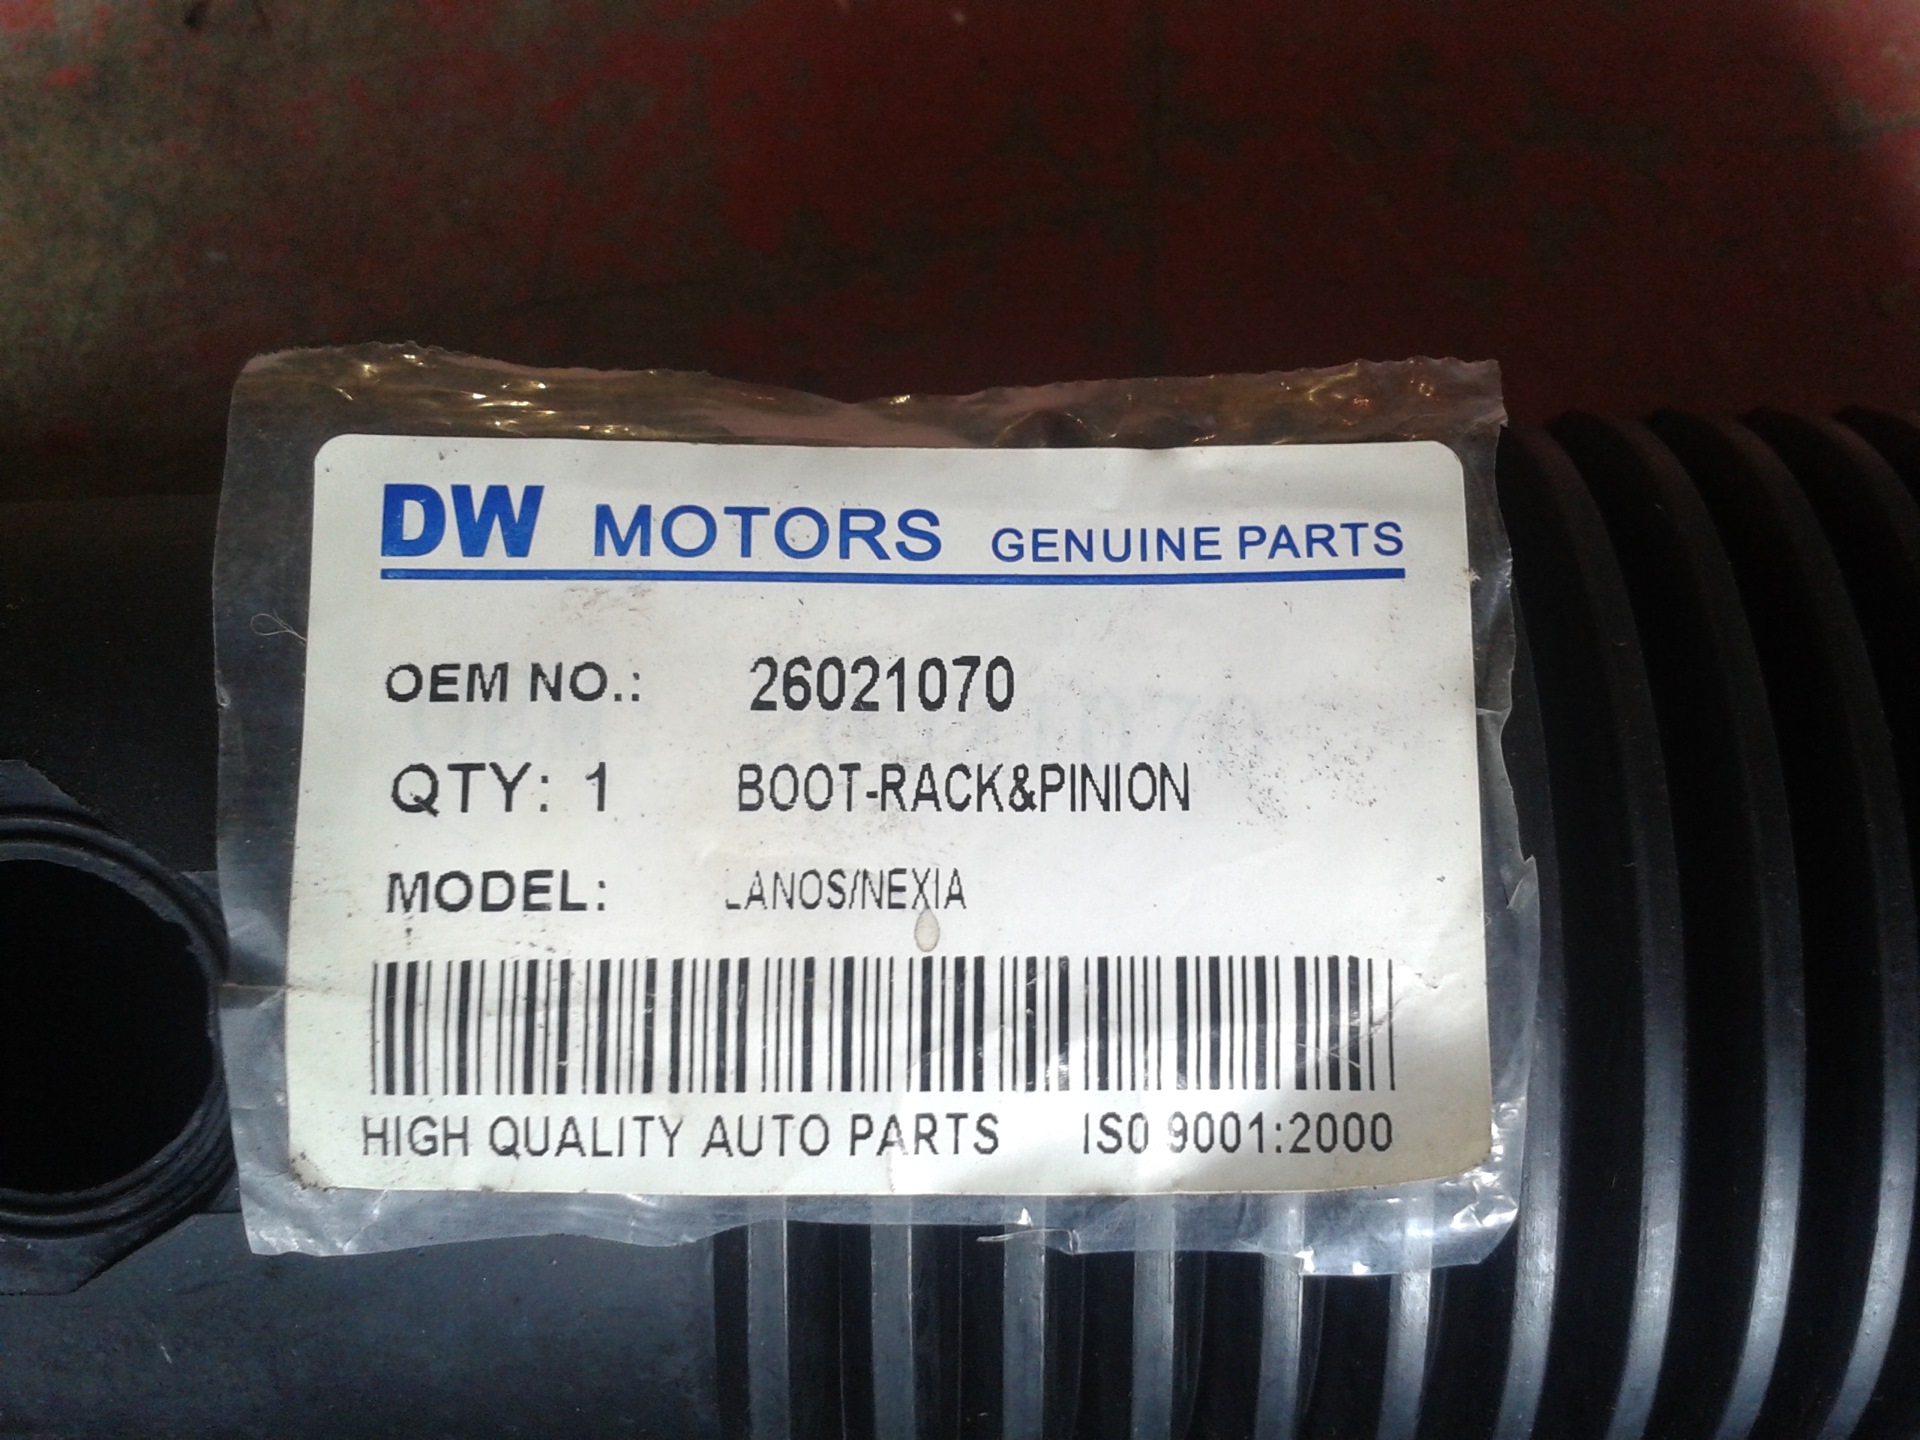 DW MOTORS GENUINE PARTS
OEM NO.: 26021070
QTY: 1 BOOT-RACK&PINION
MODEL: LANOS/NEXIA
HIGH QUALITY AUTO PARTS ISO 9001:2000